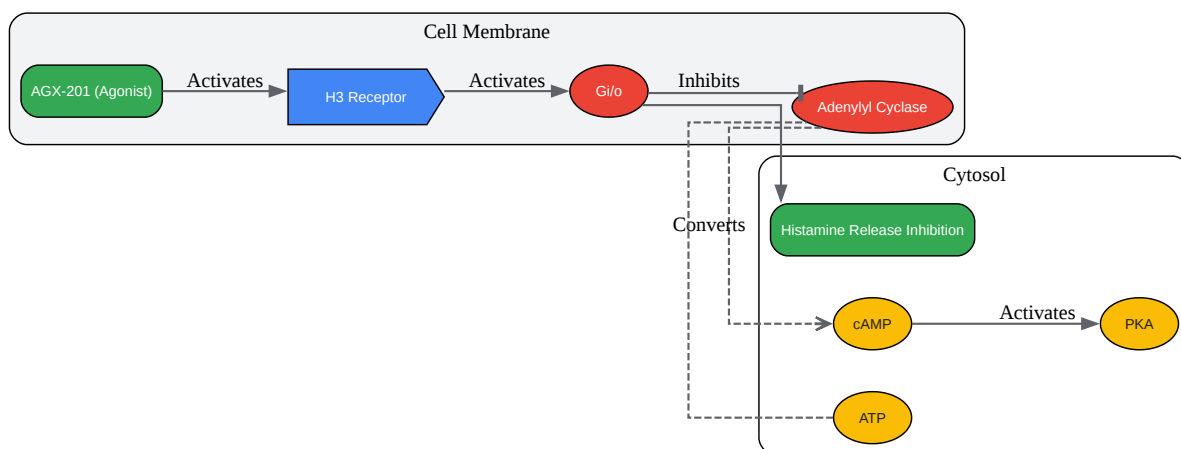 Cell Membrane
AGX-201 (Agonist)
Activates
H3 Receptor
Activates
Gi/o
Inhibits
Adenylyl Cyclase
Cytosol
Converts
Histamine Release Inhibition
cAMP
Activates
PKA
ATP